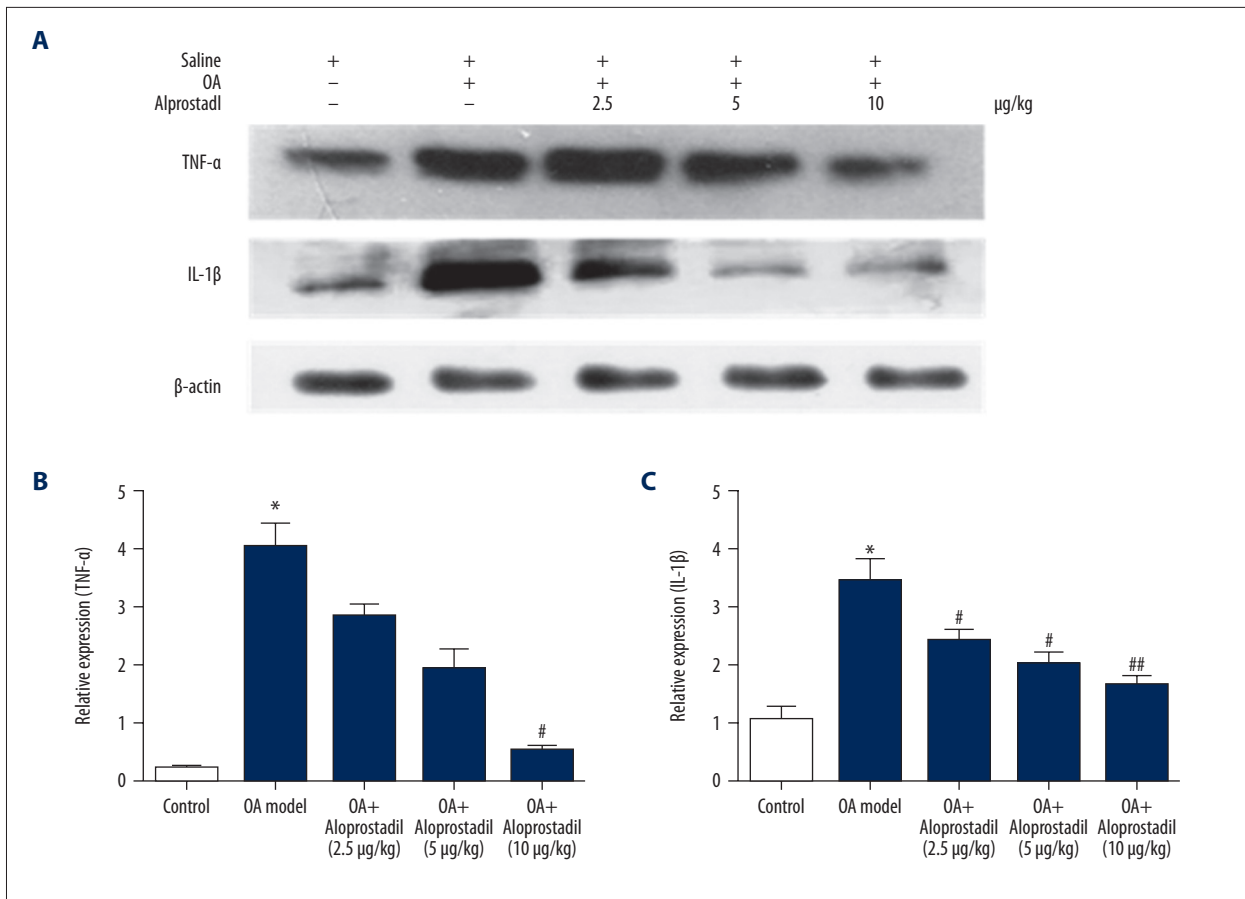 A
Saline + + + + +
OA – + + + +
Alprostadl – – 2.5 5 10 µg/kg
TNF-α
IL-1β
β-actin
B
Relative expression (TNF-α)
5
4
3
2
1
0
*
#
Control OA model OA+ OA+ OA+
Aloprostadil Aloprostadil Aloprostadil
(2.5 µg/kg) (5 µg/kg) (10 µg/kg)
C
Relative expression (IL-1β)
5
4
3
2
1
0
*
# # ##
Control OA model OA+ OA+ OA+
Aloprostadil Aloprostadil Aloprostadil
(2.5 µg/kg) (5 µg/kg) (10 µg/kg)